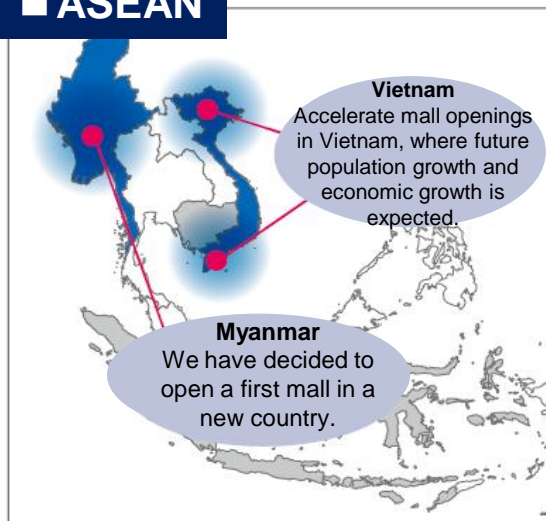 ■ ASEAN
Vietnam
Accelerate mall openings
in Vietnam, where future
population growth and
economic growth is
expected.
Myanmar
We have decided to
open a first mall in a
new country.